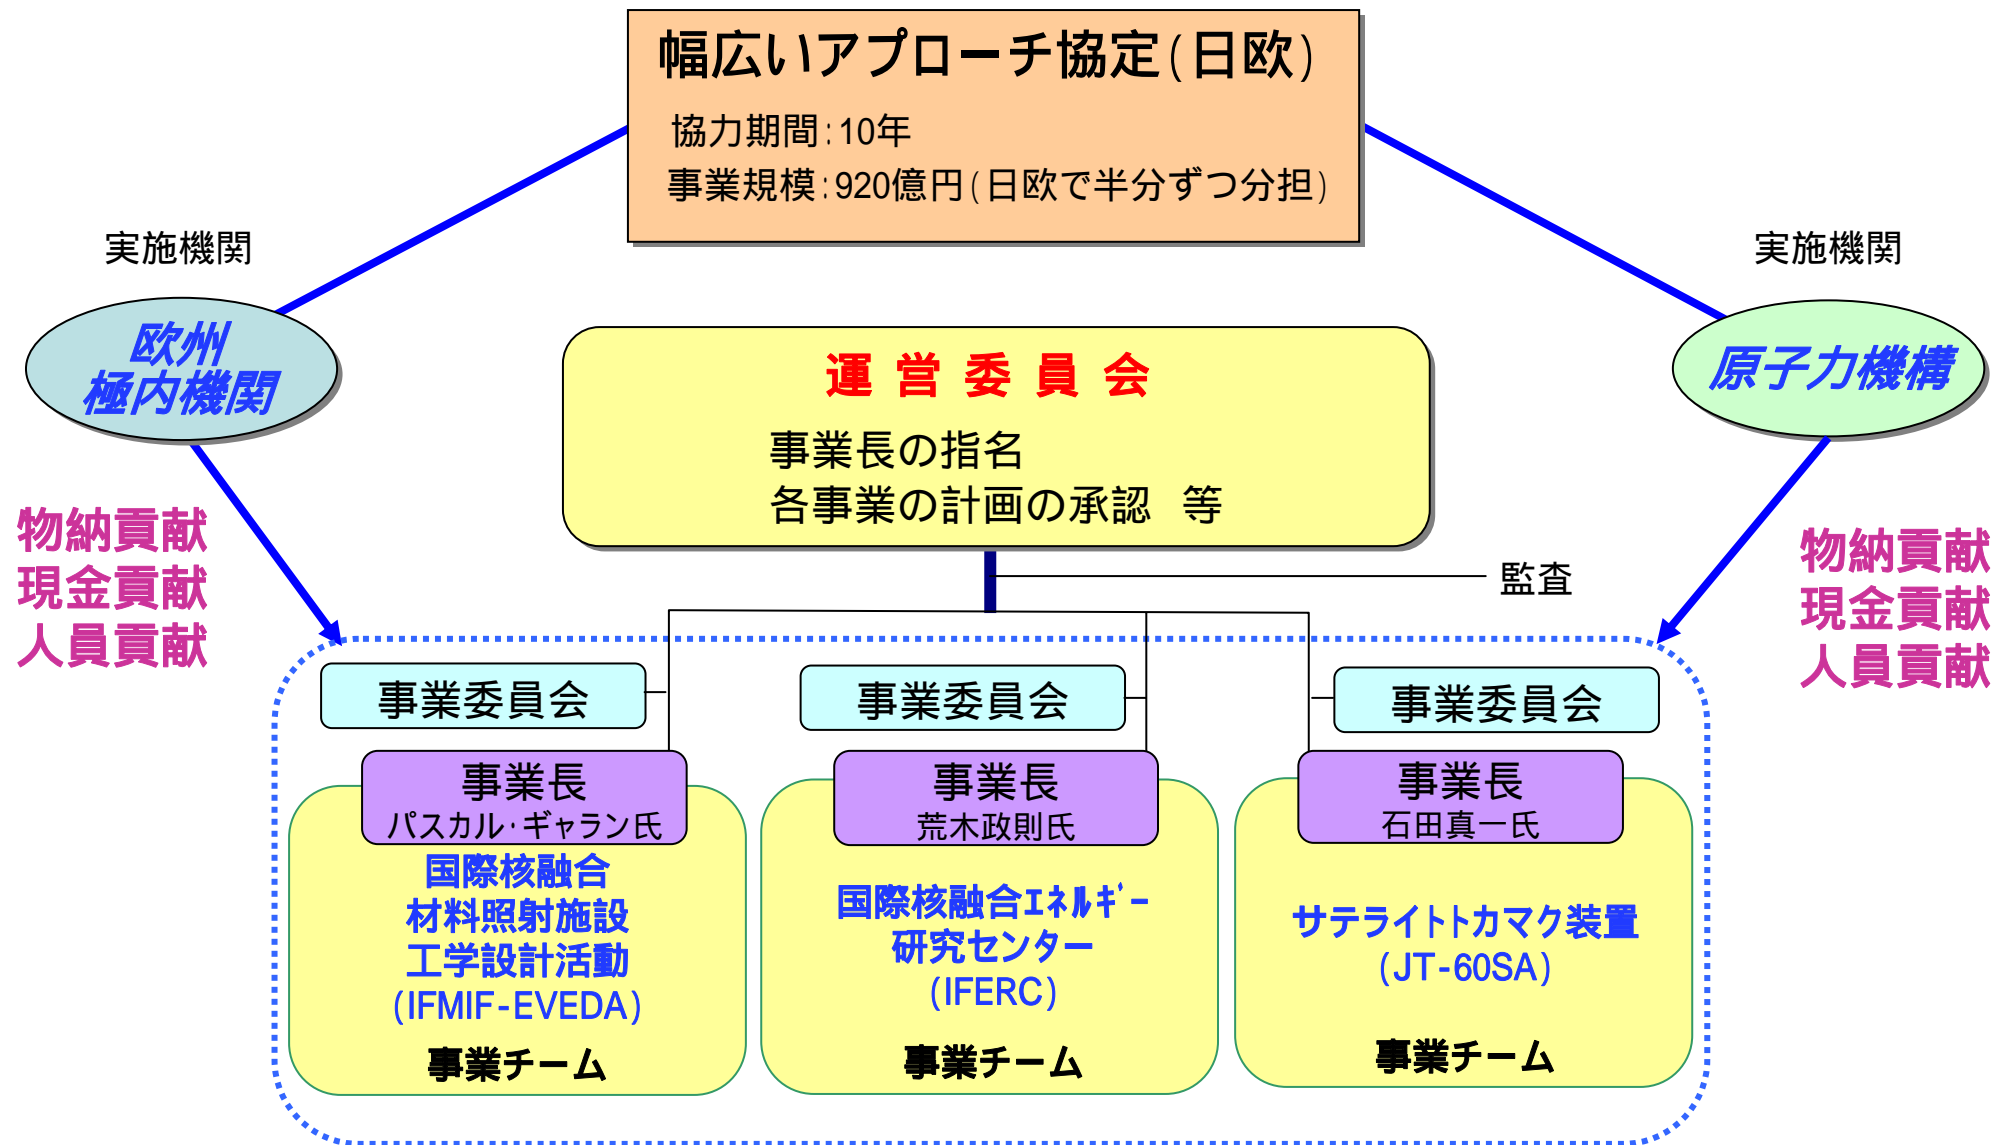 幅広いアプローチ協定(日欧)
協力期間:10年
事業規模:920億円(日欧で半分ずつ分担)
実施機関
欧州
極内機関
実施機関
原子力機構
運営委員会
事業長の指名
各事業の計画の承認 等
監査
物納貢献
現金貢献
人員貢献
物納貢献
現金貢献
人員貢献
事業委員会
事業長
パスカル・ギャラン氏
国際核融合
材料照射施設
工学設計活動
(IFMIF-EVEDA)
事業チーム
事業委員会
事業長
荒木政則氏
国際核融合エネルギー
研究センター
(IFERC)
事業チーム
事業委員会
事業長
石田真一氏
サテライトトカマク装置
(JT-60SA)
事業チーム